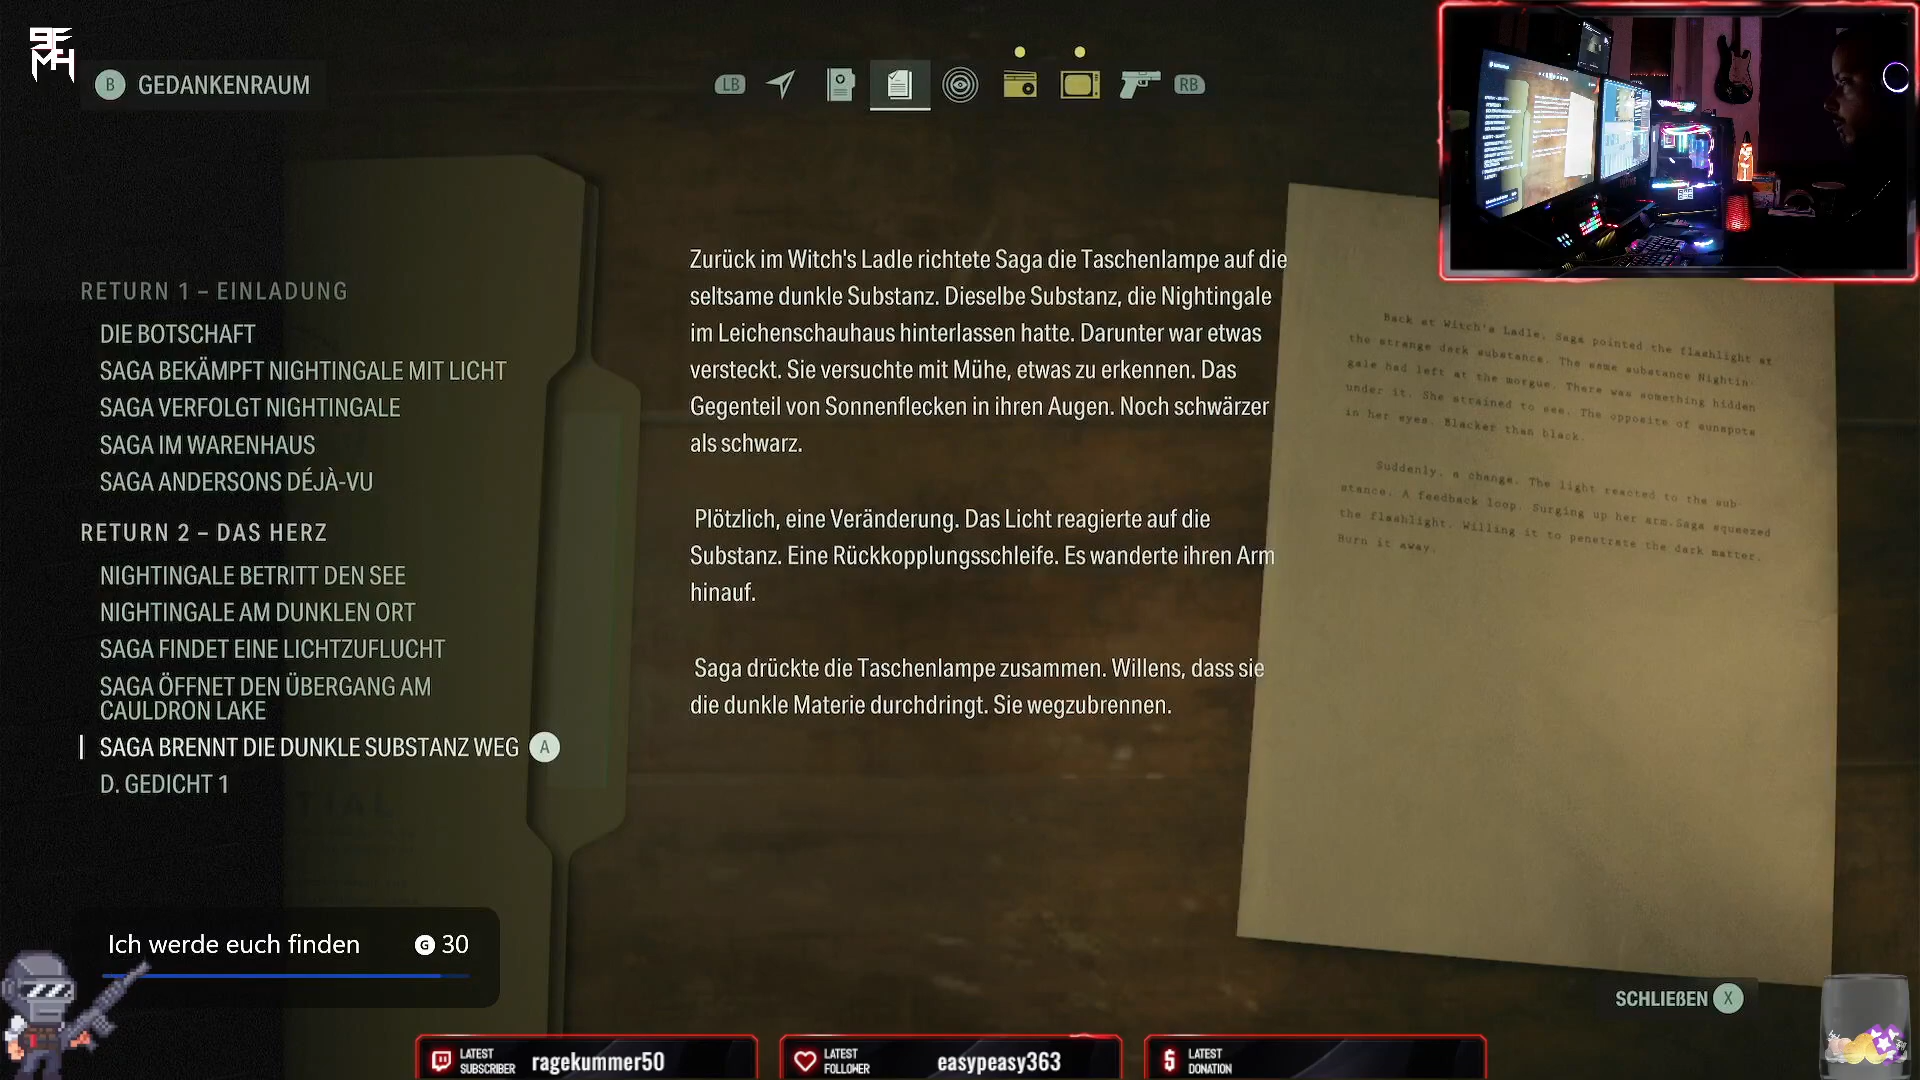 B GEDANKENRAUM
LB
RB
RETURN 1 – EINLADUNG
DIE BOTSCHAFT
SAGA BEKÄMPFT NIGHTINGALE MIT LICHT
SAGA VERFOLGT NIGHTINGALE
SAGA IM WARENHAUS
SAGA ANDERSONS DÉJÀ-VU
RETURN 2 – DAS HERZ
NIGHTINGALE BETRITT DEN SEE
NIGHTINGALE AM DUNKLEN ORT
SAGA FINDET EINE LICHTZUFLUCHT
SAGA ÖFFNET DEN ÜBERGANG AM
CAULDRON LAKE
SAGA BRENNT DIE DUNKLE SUBSTANZ WEG A
D. GEDICHT 1
Zurück im Witch's Ladle richtete Saga die Taschenlampe auf die
seltsame dunkle Substanz. Dieselbe Substanz, die Nightingale
im Leichenschauhaus hinterlassen hatte. Darunter war etwas
versteckt. Sie versuchte mit Mühe, etwas zu erkennen. Das
Gegenteil von Sonnenflecken in ihren Augen. Noch schwärzer
als schwarz.
Plötzlich, eine Veränderung. Das Licht reagierte auf die
Substanz. Eine Rückkopplungsschleife. Es wanderte ihren Arm
hinauf.
Saga drückte die Taschenlampe zusammen. Willens, dass sie
die dunkle Materie durchdringt. Sie wegzubrennen.
Back at Witch's Ladle, Saga pointed the flashlight at
the strange dark substance. The same substance Nightin-
gale had left at the morgue. There was something hidden
under it. She strained to see. The opposite of sunspots
in her eyes. Blacker than black.
Suddenly, a change. The light reacted to the sub-
stance. A feedback loop. Surging up her arm.Saga squeezed
the flashlight. Willing it to penetrate the dark matter.
Burn it away.
Ich werde euch finden G 30
SCHLIEẞEN X
LATEST
SUBSCRIBER ragekummer50
LATEST
FOLLOWER easypeasy363
LATEST
DONATION